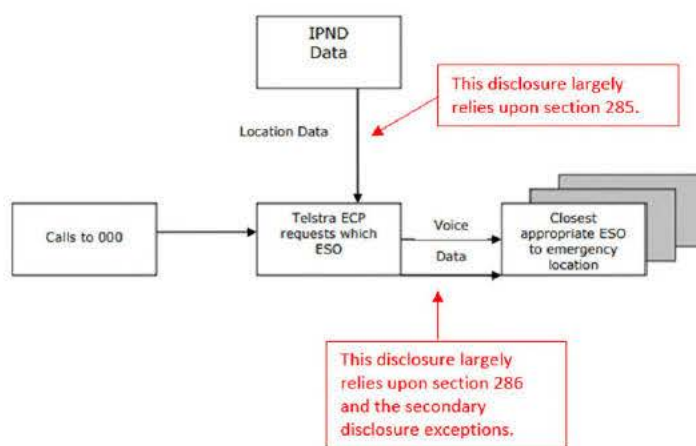 IPND
Data
This disclosure largely
relies upon section 285.
Location Data
Calls to 000
Telstra ECP
requests which
ESO
Voice
Data
Closest
appropriate ESO
to emergency
location
This disclosure largely
relies upon section 286
and the secondary
disclosure exceptions.